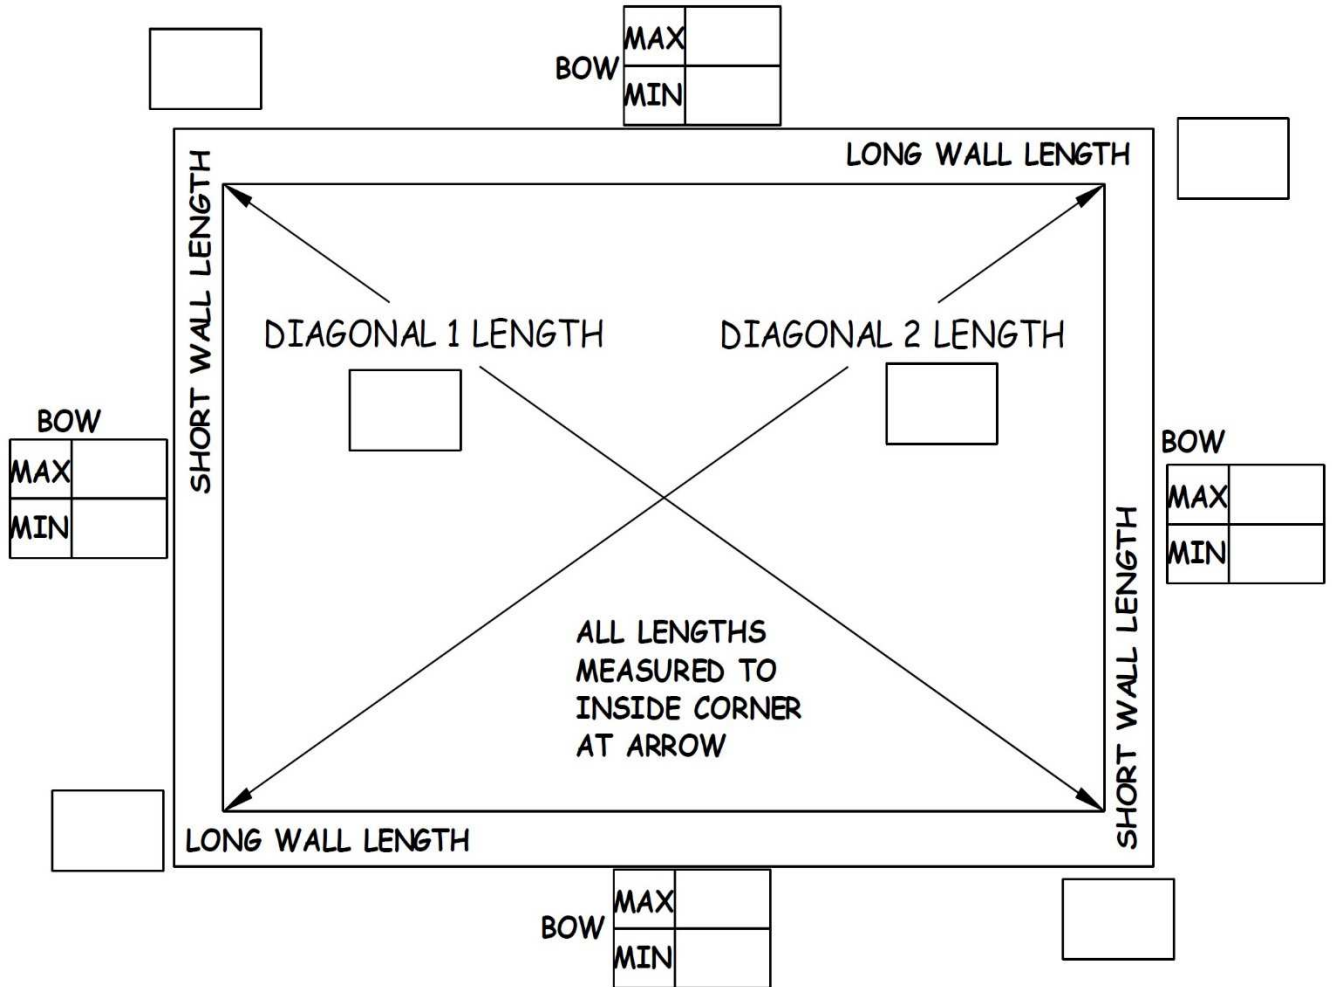 MAX
BOW
MIN
LONG WALL LENGTH
SHORT WALL LENGTH
DIAGONAL 1 LENGTH
DIAGONAL 2 LENGTH
BOW
MAX
MIN
BOW
MAX
MIN
SHORT WALL LENGTH
ALL LENGTHS
MEASURED TO
INSIDE CORNER
AT ARROW
LONG WALL LENGTH
MAX
BOW
MIN